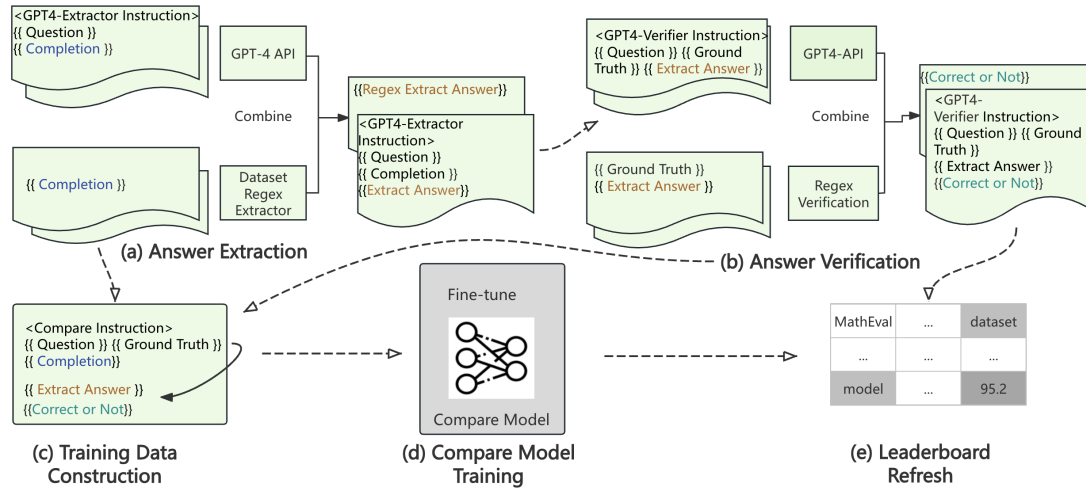 <GPT4-Extractor Instruction>
{{ Question }}
{{ Completion }}
GPT-4 API
Combine
{{ Completion }}
Dataset
Regex
Extractor
{{Regex Extract Answer}}
<GPT4-Extractor
Instruction>
{{ Question }}
{{ Completion }}
{{Extract Answer}}
(a) Answer Extraction
<GPT4-Verifier Instruction>
{{ Question }} {{ Ground
Truth }} {{ Extract Answer }}
GPT4-API
Combine
{{ Ground Truth }}
{{ Extract Answer }}
Regex
Verification
{{Correct or Not}}
<GPT4-
Verifier Instruction>
{{ Question }} {{ Ground
Truth }}
{{ Extract Answer }}
{{Correct or Not}}
(b) Answer Verification
<Compare Instruction>
{{ Question }} {{ Ground Truth }}
{{ Completion}}
{{ Extract Answer }}
{{Correct or Not}}
(c) Training Data
Construction
Fine-tune
Compare Model
(d) Compare Model
Training
MathEval ... dataset
... ... ...
model ... 95.2
(e) Leaderboard
Refresh